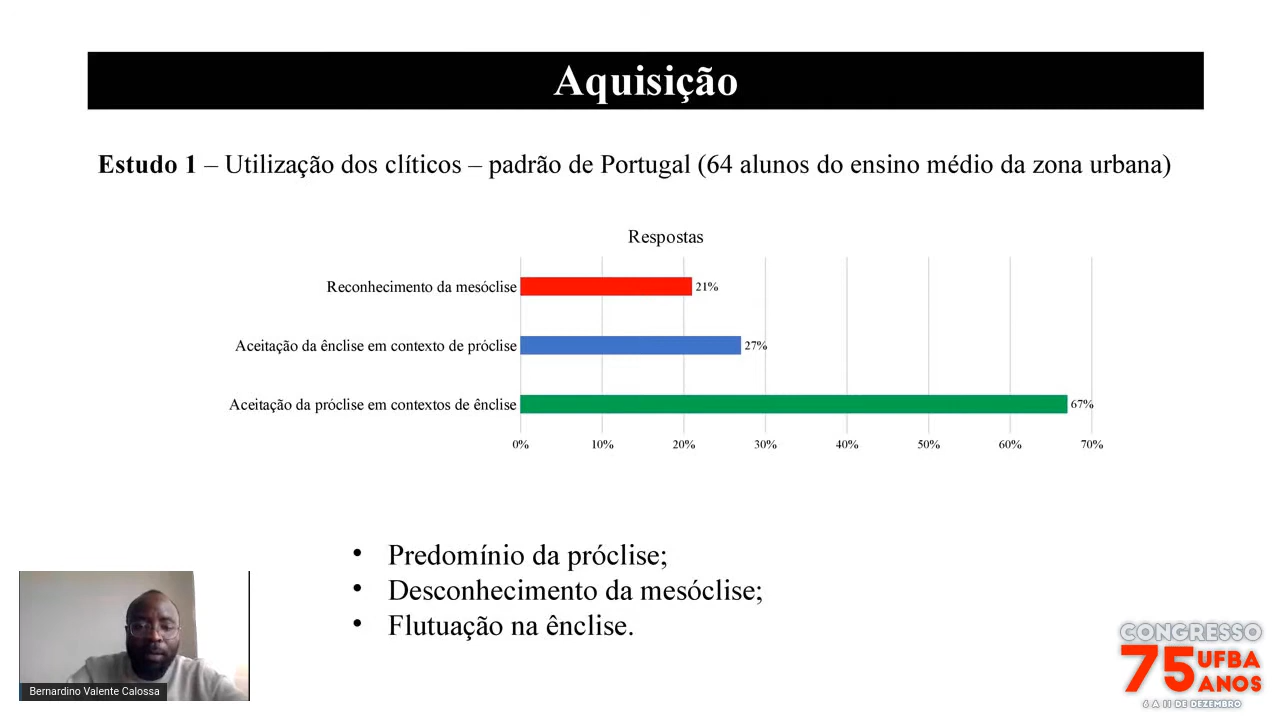 Aquisição
Estudo 1 – Utilização dos clíticos – padrão de Portugal (64 alunos do ensino médio da zona urbana)
Respostas
Reconhecimento da mesóclise
21%
Aceitação da ênclise em contexto de próclise
27%
Aceitação da próclise em contextos de ênclise
67%
0% 10% 20% 30% 40% 50% 60% 70%
• Predomínio da próclise;
• Desconhecimento da mesóclise;
• Flutuação na ênclise.
Bernardino Valente Calossa
CONGRESSO
75 UFBA
ANOS
6 A 11 DE DEZEMBRO